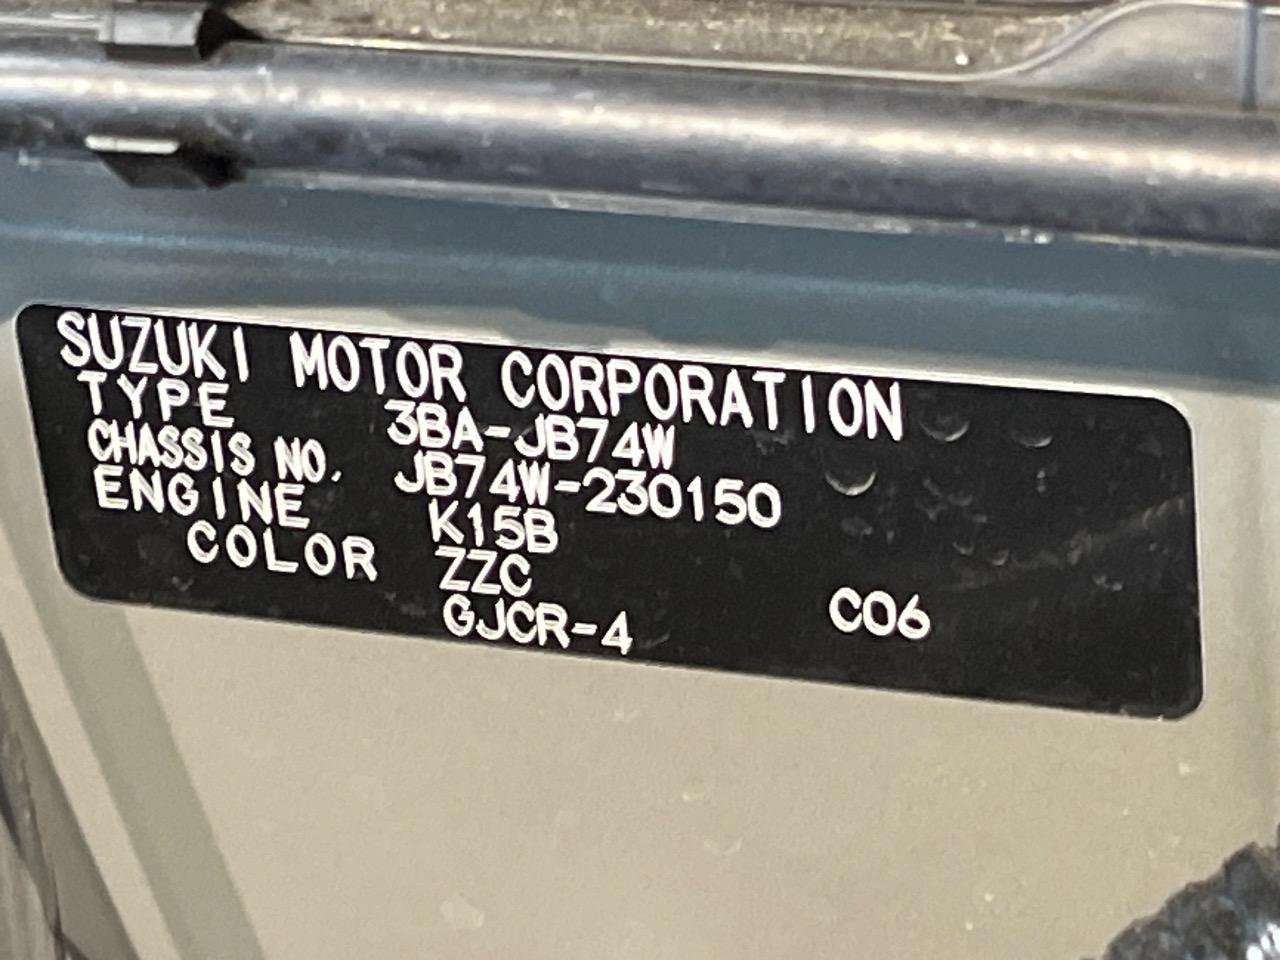 SUZUKI MOTOR CORPORATION
TYPE 3BA-JB74W
CHASSIS NO. JB74W-230150
ENGINE K15B
COLOR ZZC
GJCR-4 C06